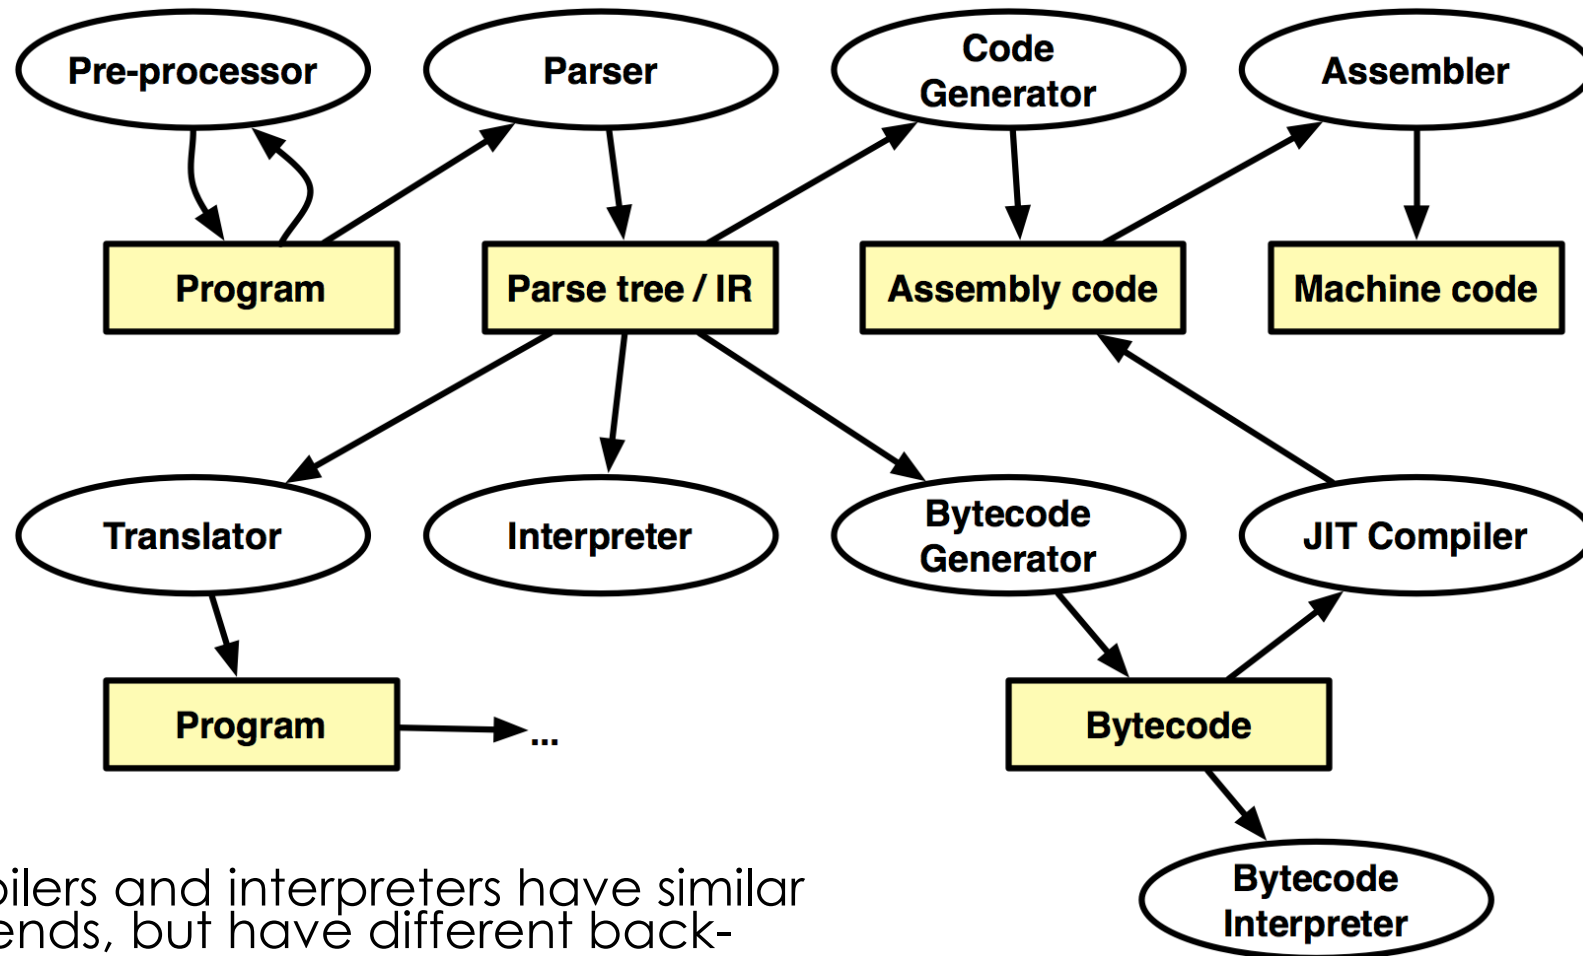 Pre-processor
Parser
Code
Generator
Assembler
Program
Parse tree / IR
Assembly code
Machine code
Translator
Interpreter
Bytecode
Generator
JIT Compiler
Program
...
Bytecode
Bytecode
Interpreter
pilers and interpreters have similar
ends, but have different back-